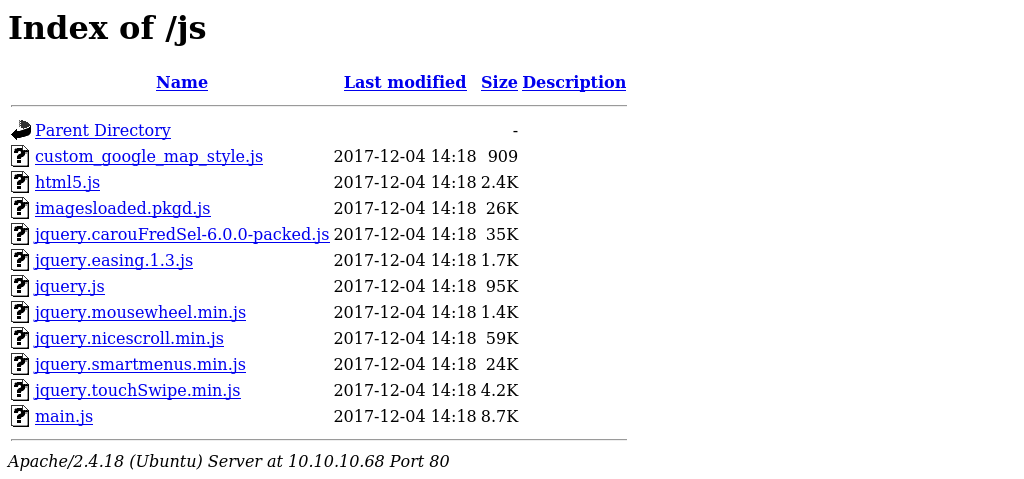 Index of /js
Name Last modified Size Description
Parent Directory -
custom_google_map_style.js 2017-12-04 14:18 909
html5.js 2017-12-04 14:18 2.4K
imagesloaded.pkgd.js 2017-12-04 14:18 26K
jquery.carouFredSel-6.0.0-packed.js 2017-12-04 14:18 35K
jquery.easing.1.3.js 2017-12-04 14:18 1.7K
jquery.js 2017-12-04 14:18 95K
jquery.mousewheel.min.js 2017-12-04 14:18 1.4K
jquery.nicescroll.min.js 2017-12-04 14:18 59K
jquery.smartmenus.min.js 2017-12-04 14:18 24K
jquery.touchSwipe.min.js 2017-12-04 14:18 4.2K
main.js 2017-12-04 14:18 8.7K
Apache/2.4.18 (Ubuntu) Server at 10.10.10.68 Port 80